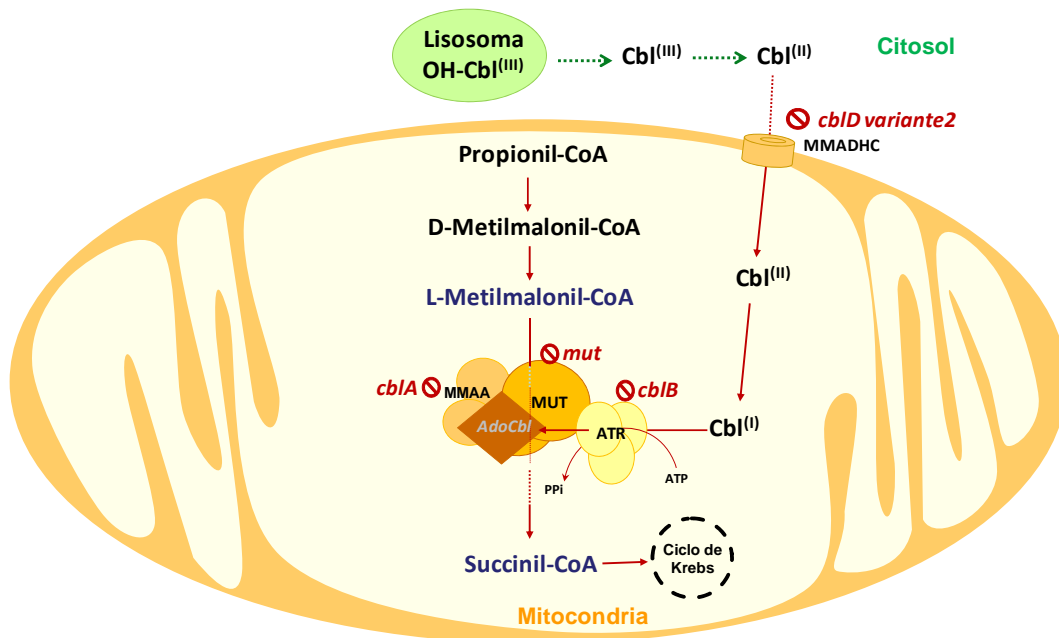 Lisosoma
OH-Cbl(III)
Cbl(III)
Cbl(II)
Citosol
cblD variante2
MMADHC
Propionil-CoA
D-Metilmalonil-CoA
Cbl(II)
L-Metilmalonil-CoA
mut
cblA
MMAA
cblB
MUT
AdoCbl
ATR
Cbl(I)
PPi
ATP
Succinil-CoA
Ciclo de
Krebs
Mitocondria